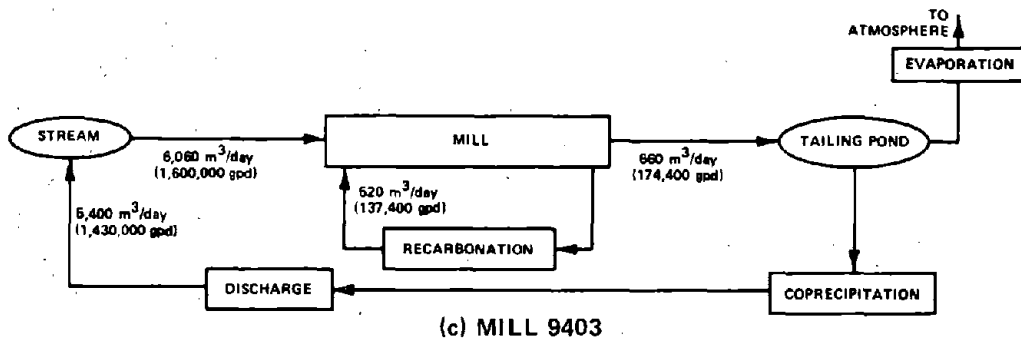 TO
ATMOSPHERE
EVAPORATION
STREAM
MILL
TAILING POND
6,060 m³/day
(1,600,000 gpd)
660 m³/day
(174,400 gpd)
520 m³/day
(137,400 gpd)
5,400 m³/day
(1,430,000 gpd)
RECARBONATION
DISCHARGE
COPRECIPITATION
(c) MILL 9403